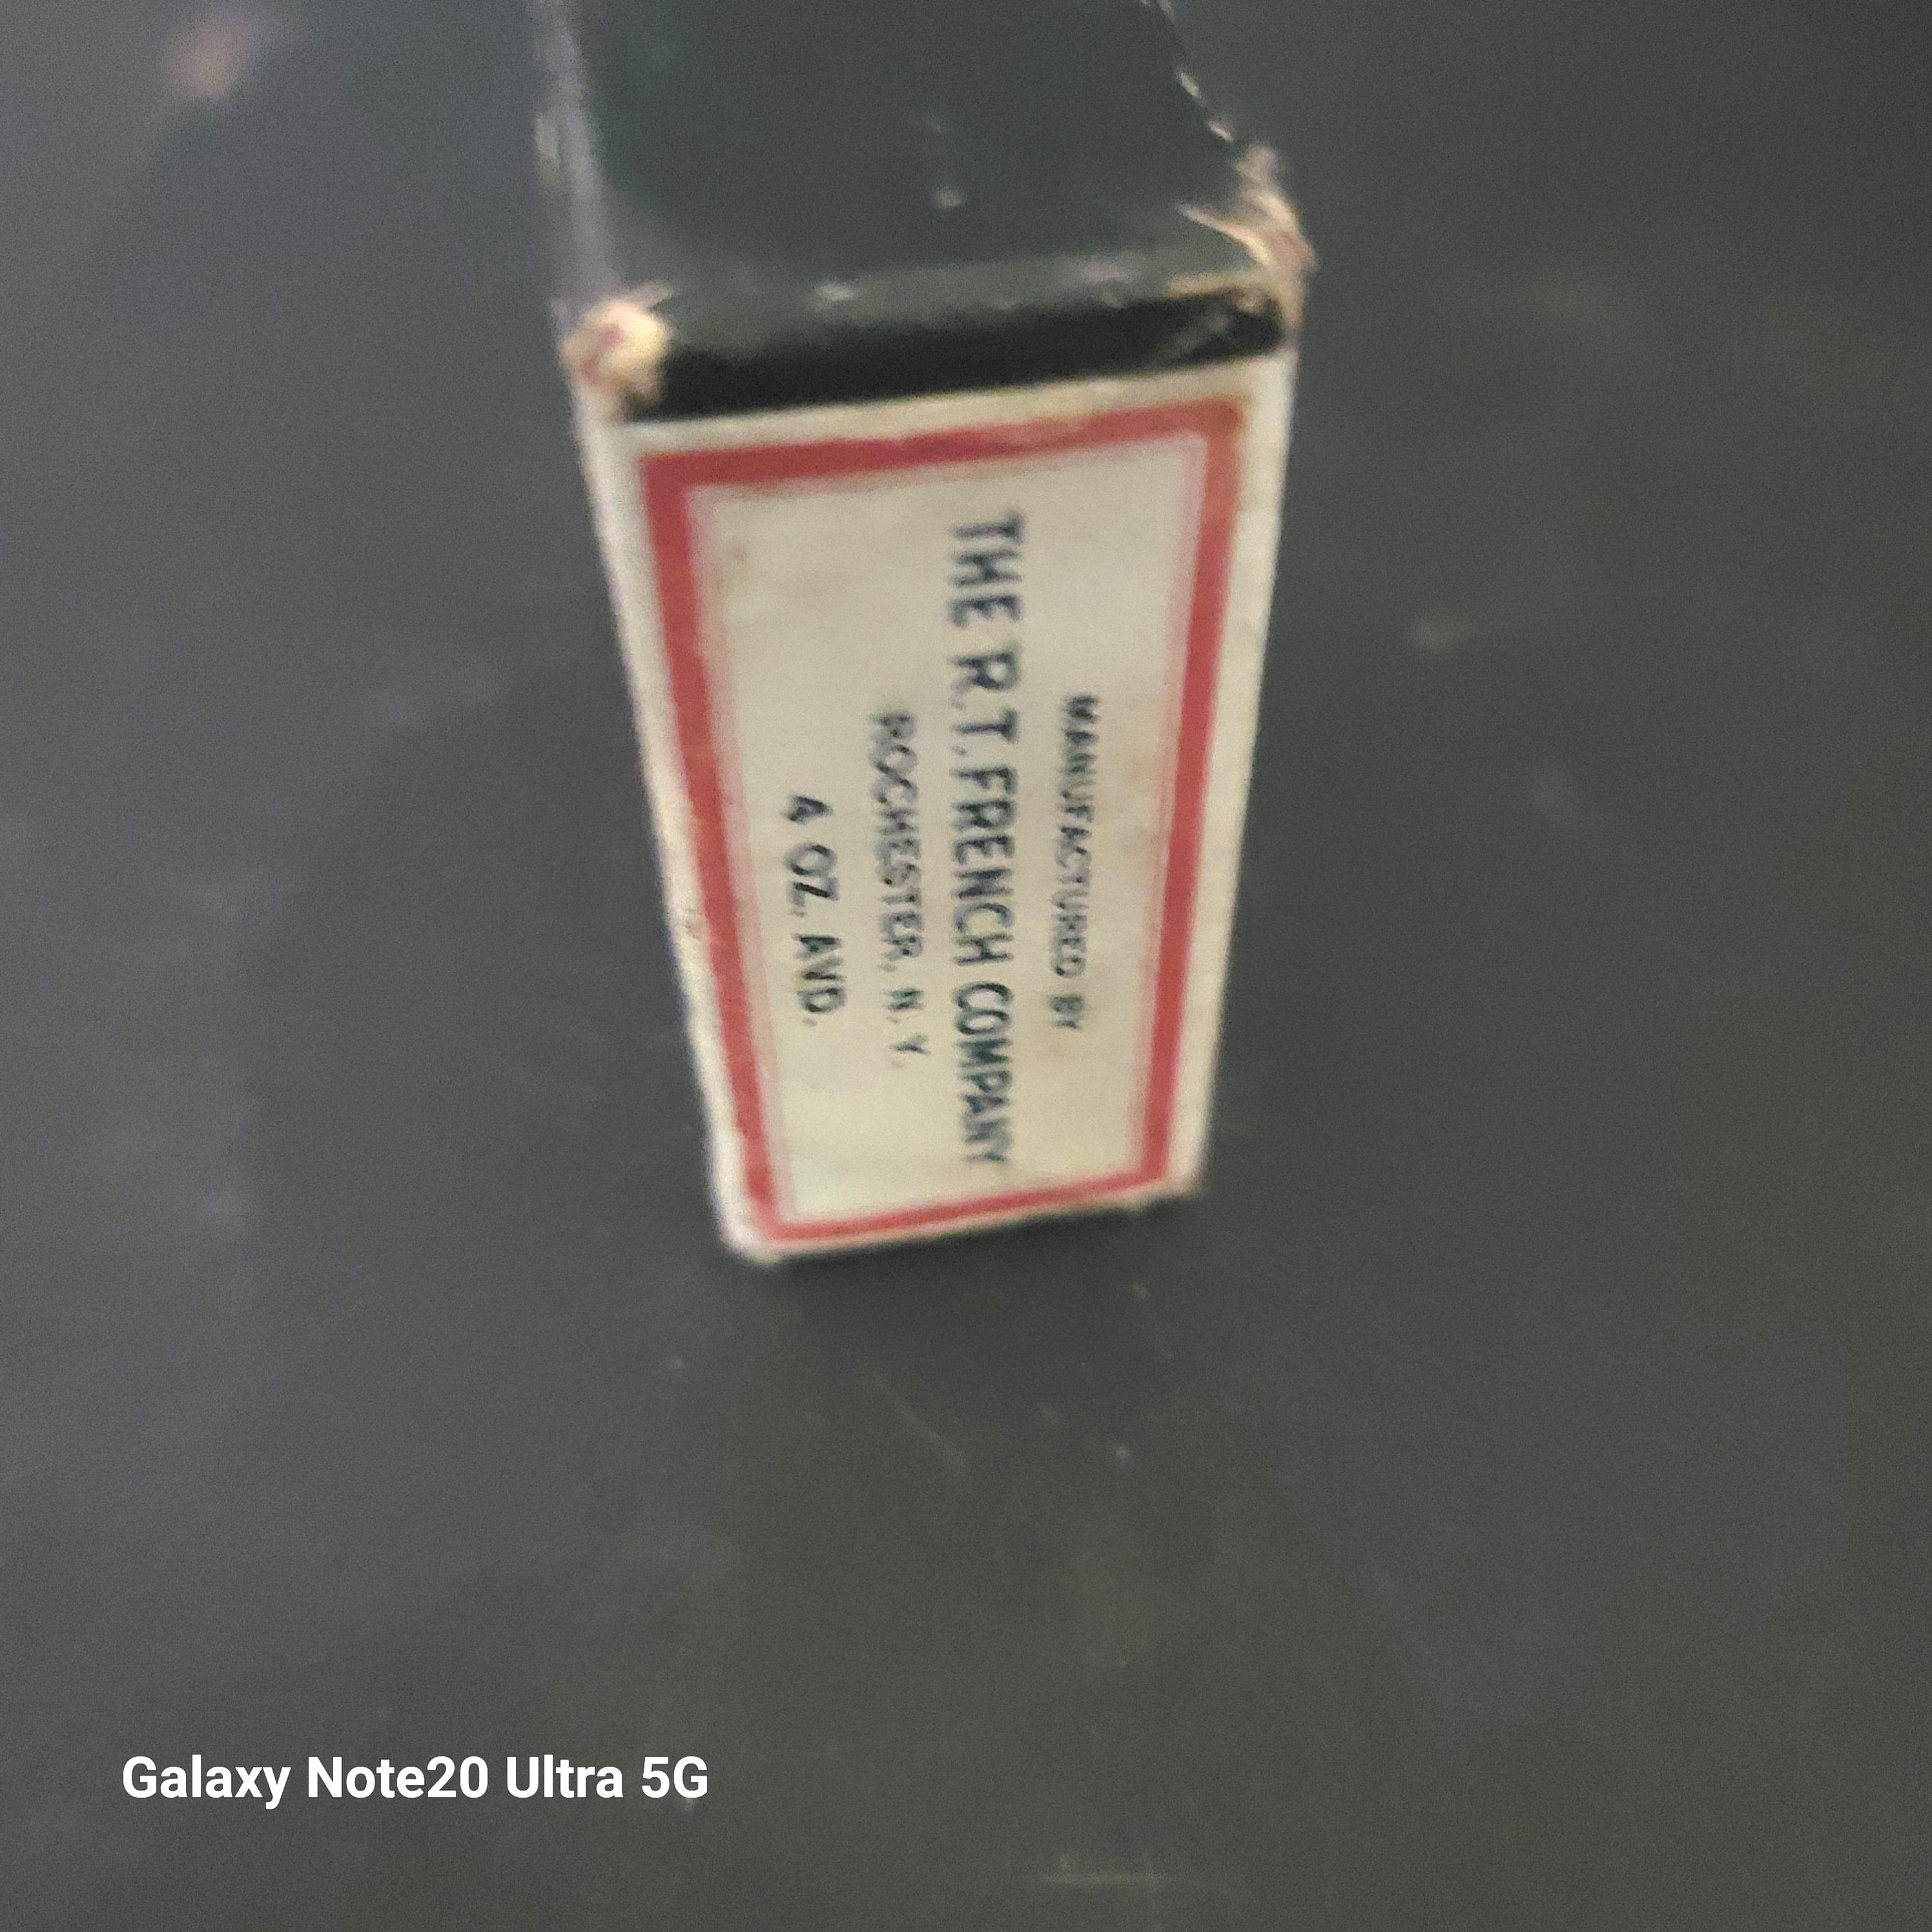 MANUFACTURED BY
THE R.T. FRENCH COMPANY
ROCHESTER, N. Y.
4 OZ. AVD.
Galaxy Note20 Ultra 5G